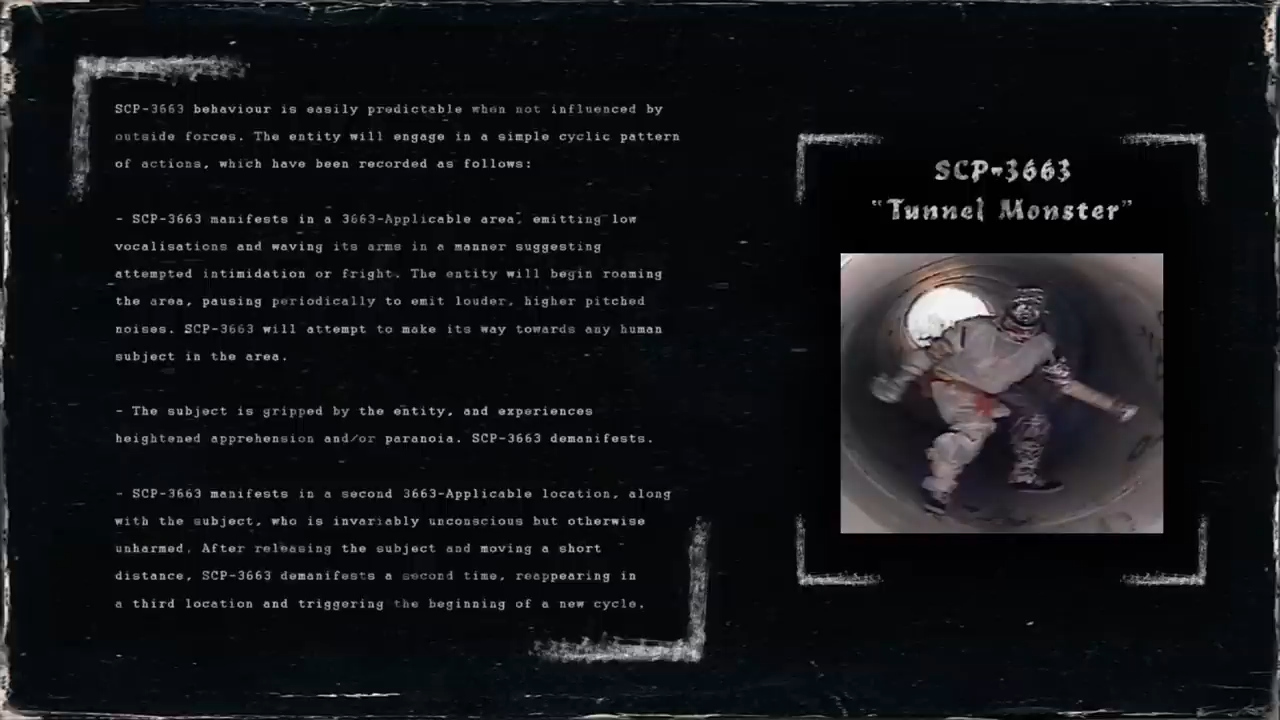 SCP-3663 behaviour is easily predictable when not influenced by
outside forces. The entity will engage in a simple cyclic pattern
of actions, which have been recorded as follows:
- SCP-3663 manifests in a 3663-Applicable area, emitting low
vocalisations and waving its arms in a manner suggesting
attempted intimidation or fright. The entity will begin roaming
the area, pausing periodically to emit louder, higher pitched
noises. SCP-3663 will attempt to make its way towards any human
subject in the area.
- The subject is gripped by the entity, and experiences
heightened apprehension and/or paranoia. SCP-3663 demanifests.
- SCP-3663 manifests in a second 3663-Applicable location, along
with the subject, who is invariably unconscious but otherwise
unharmed. After releasing the subject and moving a short
distance, SCP-3663 demanifests a second time, reappearing in
a third location and triggering the beginning of a new cycle.
SCP-3663
"Tunnel Monster"